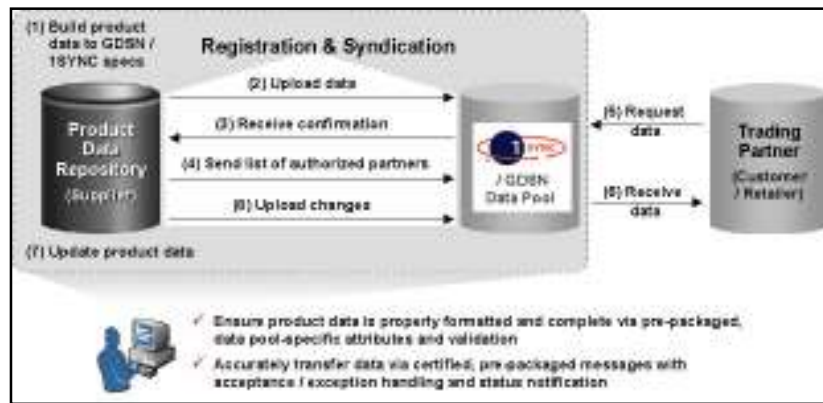 (1) Build product
data to GDSN /
1SYNC specs
Registration & Syndication
(2) Upload data
(3) Receive confirmation
(4) Send list of authorized partners
(8) Upload changes
Product
Data
Repository
(Supplier)
1
SYNC
/ GDSN
Data Pool
(5) Request
data
(6) Receive
data
Trading
Partner
(Customer
/ Retailer)
(7) Update product data
✓ Ensure product data is properly formatted and complete via pre-packaged,
data pool-specific attributes and validation
✓ Accurately transfer data via certified, pre-packaged messages with
acceptance / exception handling and status notification